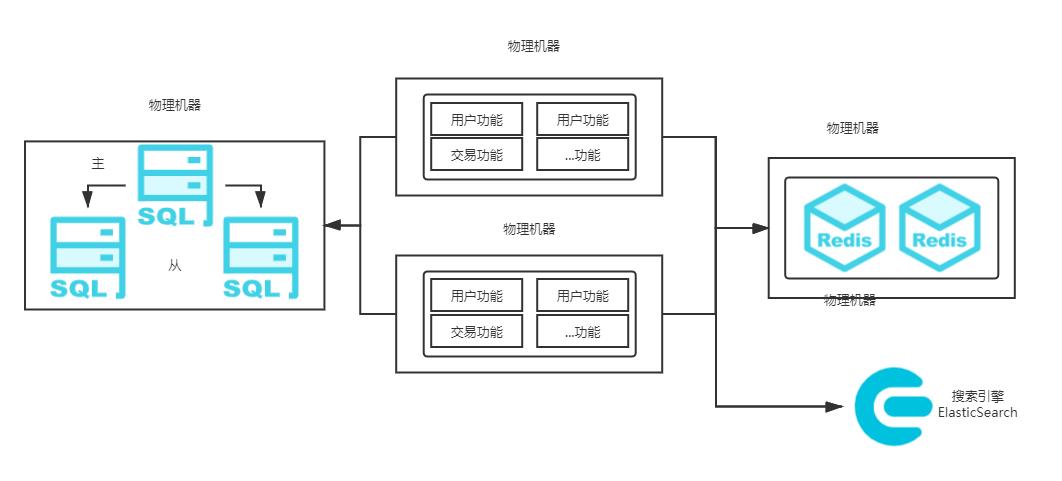 物理机器
主
SQL
SQL
SQL
从
物理机器
用户功能
用户功能
交易功能
...功能
物理机器
用户功能
用户功能
交易功能
...功能
物理机器
Redis
Redis
物理机器
搜索引擎
ElasticSearch